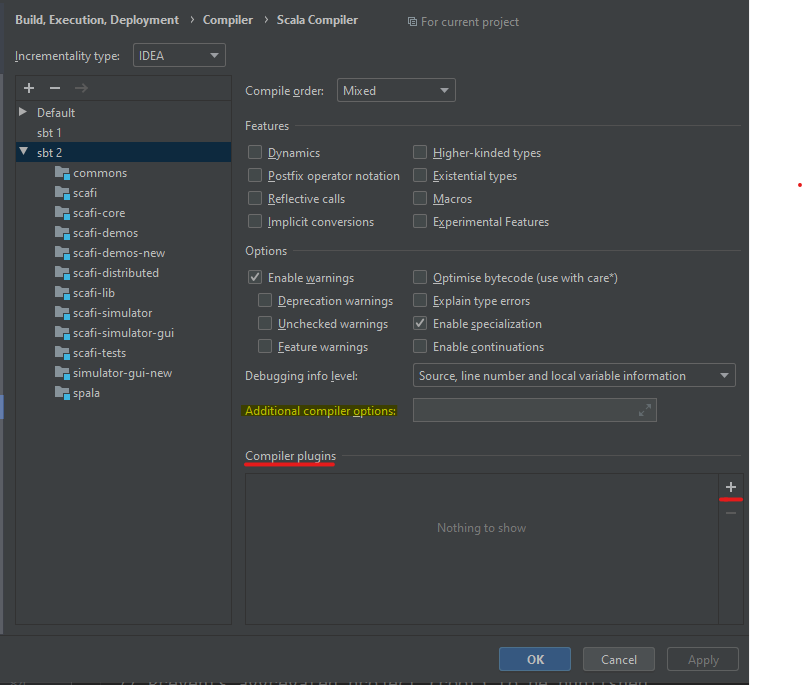 Build, Execution, Deployment › Compiler › Scala Compiler For current project
Incrementality type: IDEA
Compile order: Mixed
Default
sbt 1
sbt 2
commons
scafi
scafi-core
scafi-demos
scafi-demos-new
scafi-distributed
scafi-lib
scafi-simulator
scafi-simulator-gui
scafi-tests
simulator-gui-new
spala
Features
Dynamics Higher-kinded types
Postfix operator notation Existential types
Reflective calls Macros
Implicit conversions Experimental Features
Options
Enable warnings Optimise bytecode (use with care*)
Deprecation warnings Explain type errors
Unchecked warnings Enable specialization
Feature warnings Enable continuations
Debugging info level: Source, line number and local variable information
Additional compiler options:
Compiler plugins
Nothing to show
OK Cancel Apply